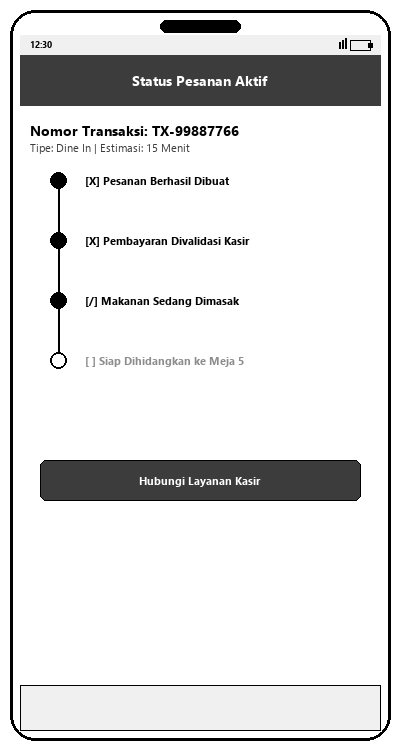 12:30
Status Pesanan Aktif
Nomor Transaksi: TX-99887766
Tipe: Dine In | Estimasi: 15 Menit
[X] Pesanan Berhasil Dibuat
[X] Pembayaran Divalidasi Kasir
[/] Makanan Sedang Dimasak
[ ] Siap Dihidangkan ke Meja 5
Hubungi Layanan Kasir